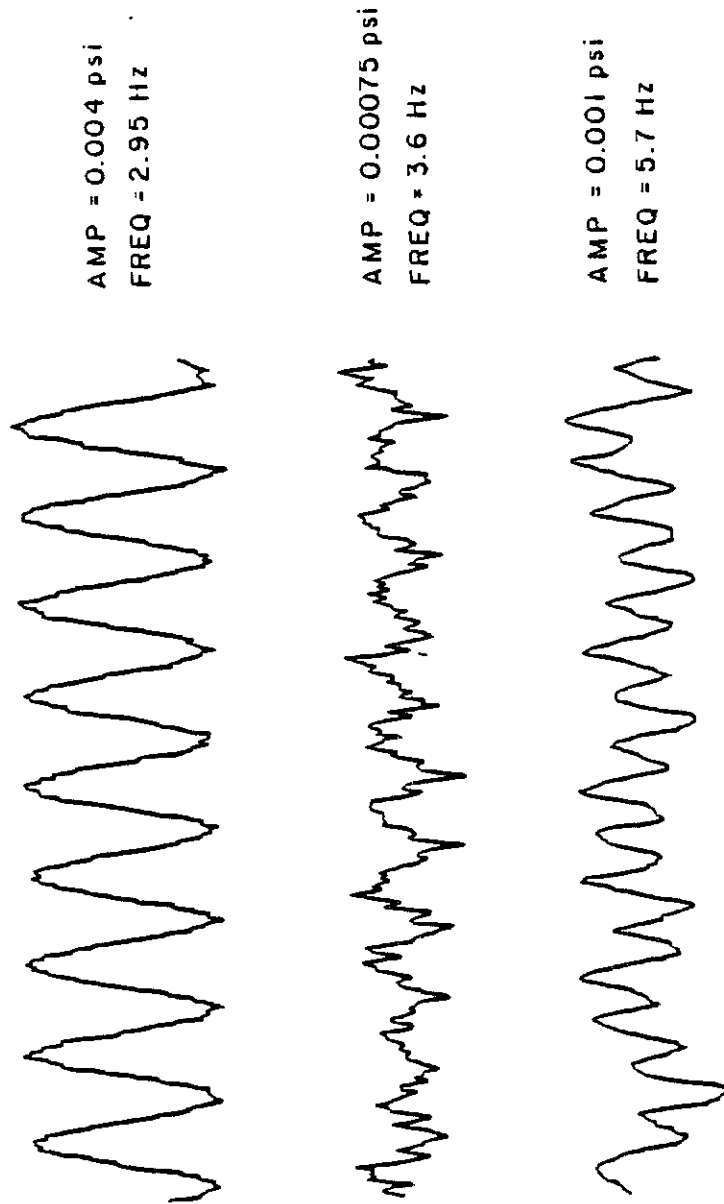 AMP = 0.004 psi
FREQ = 2.95 Hz
AMP = 0.00075 psi
FREQ = 3.6 Hz
AMP = 0.001 psi
FREQ = 5.7 Hz